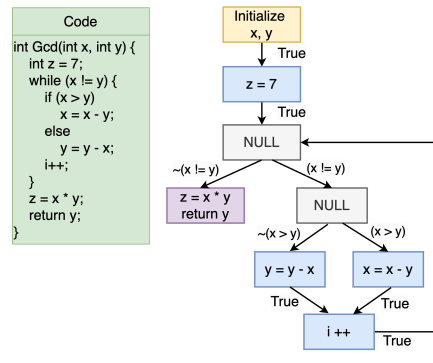 Code
int Gcd(int x, int y) {
int z = 7;
while (x != y) {
if (x > y)
x = x - y;
else
y = y - x;
i++;
}
z = x * y;
return y;
}
Initialize
x, y
True
z = 7
True
NULL
~(x != y)
(x != y)
z = x * y
return y
NULL
~(x > y)
(x > y)
y = y - x
x = x - y
True
True
i ++
True